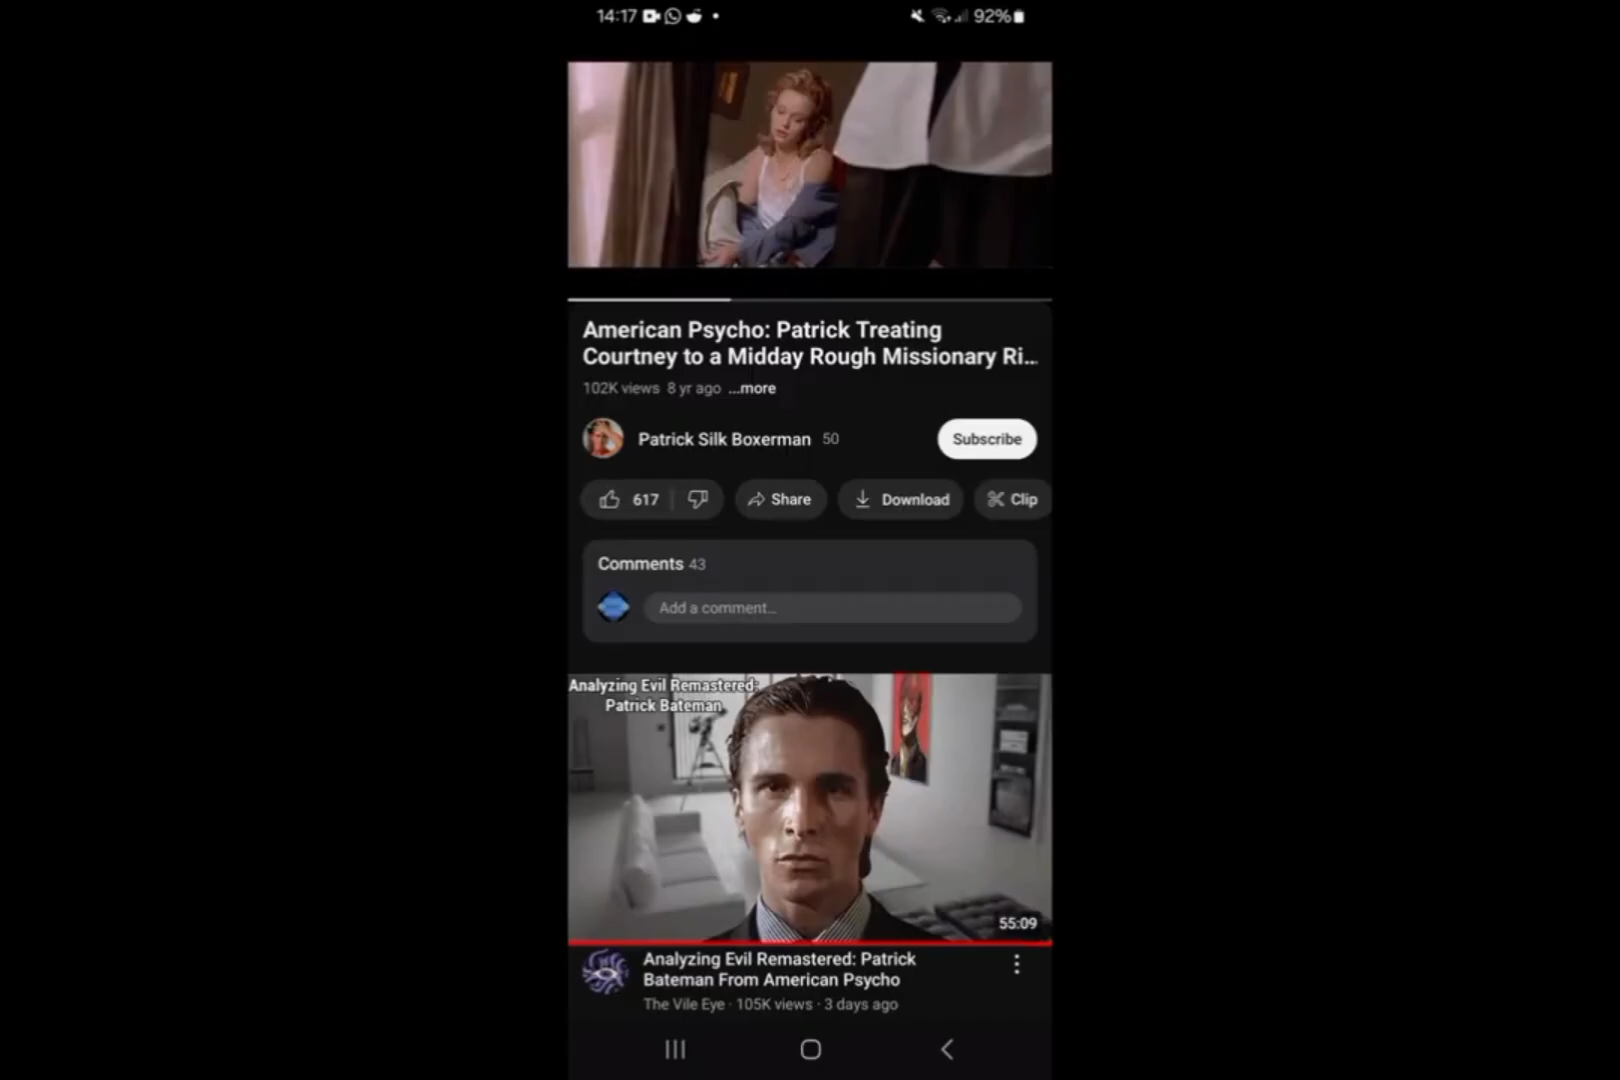 14:17
92%
American Psycho: Patrick Treating
Courtney to a Midday Rough Missionary Ri...
102K views 8 yr ago ...more
Patrick Silk Boxerman 50
Subscribe
617
Share
Download
Clip
Comments 43
Add a comment...
Analyzing Evil Remastered:
Patrick Bateman
55:09
Analyzing Evil Remastered: Patrick
Bateman From American Psycho
The Vile Eye · 105K views · 3 days ago